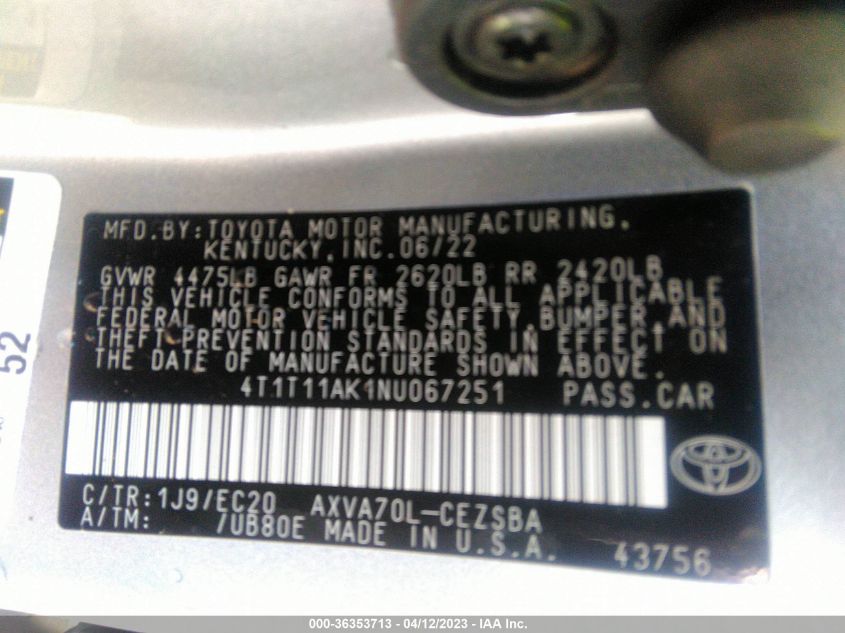 MFD.BY:TOYOTA MOTOR MANUFACTURING,
KENTUCKY,INC.06/22
GVWR 4475LB GAWR FR 2620LB RR 2420LB
THIS VEHICLE CONFORMS TO ALL APPLICABLE
FEDERAL MOTOR VEHICLE SAFETY,BUMPER,AND
THEFT PREVENTION STANDARDS IN EFFECT ON
THE DATE OF MANUFACTURE SHOWN ABOVE.
4T1T11AK1NU067251 PASS.CAR
C/TR:1J9/EC20 AXVA70L-CEZSBA
A/TM: /UB80E MADE IN U.S.A. 43756
52
000-36353713 - 04/12/2023 - IAA Inc.